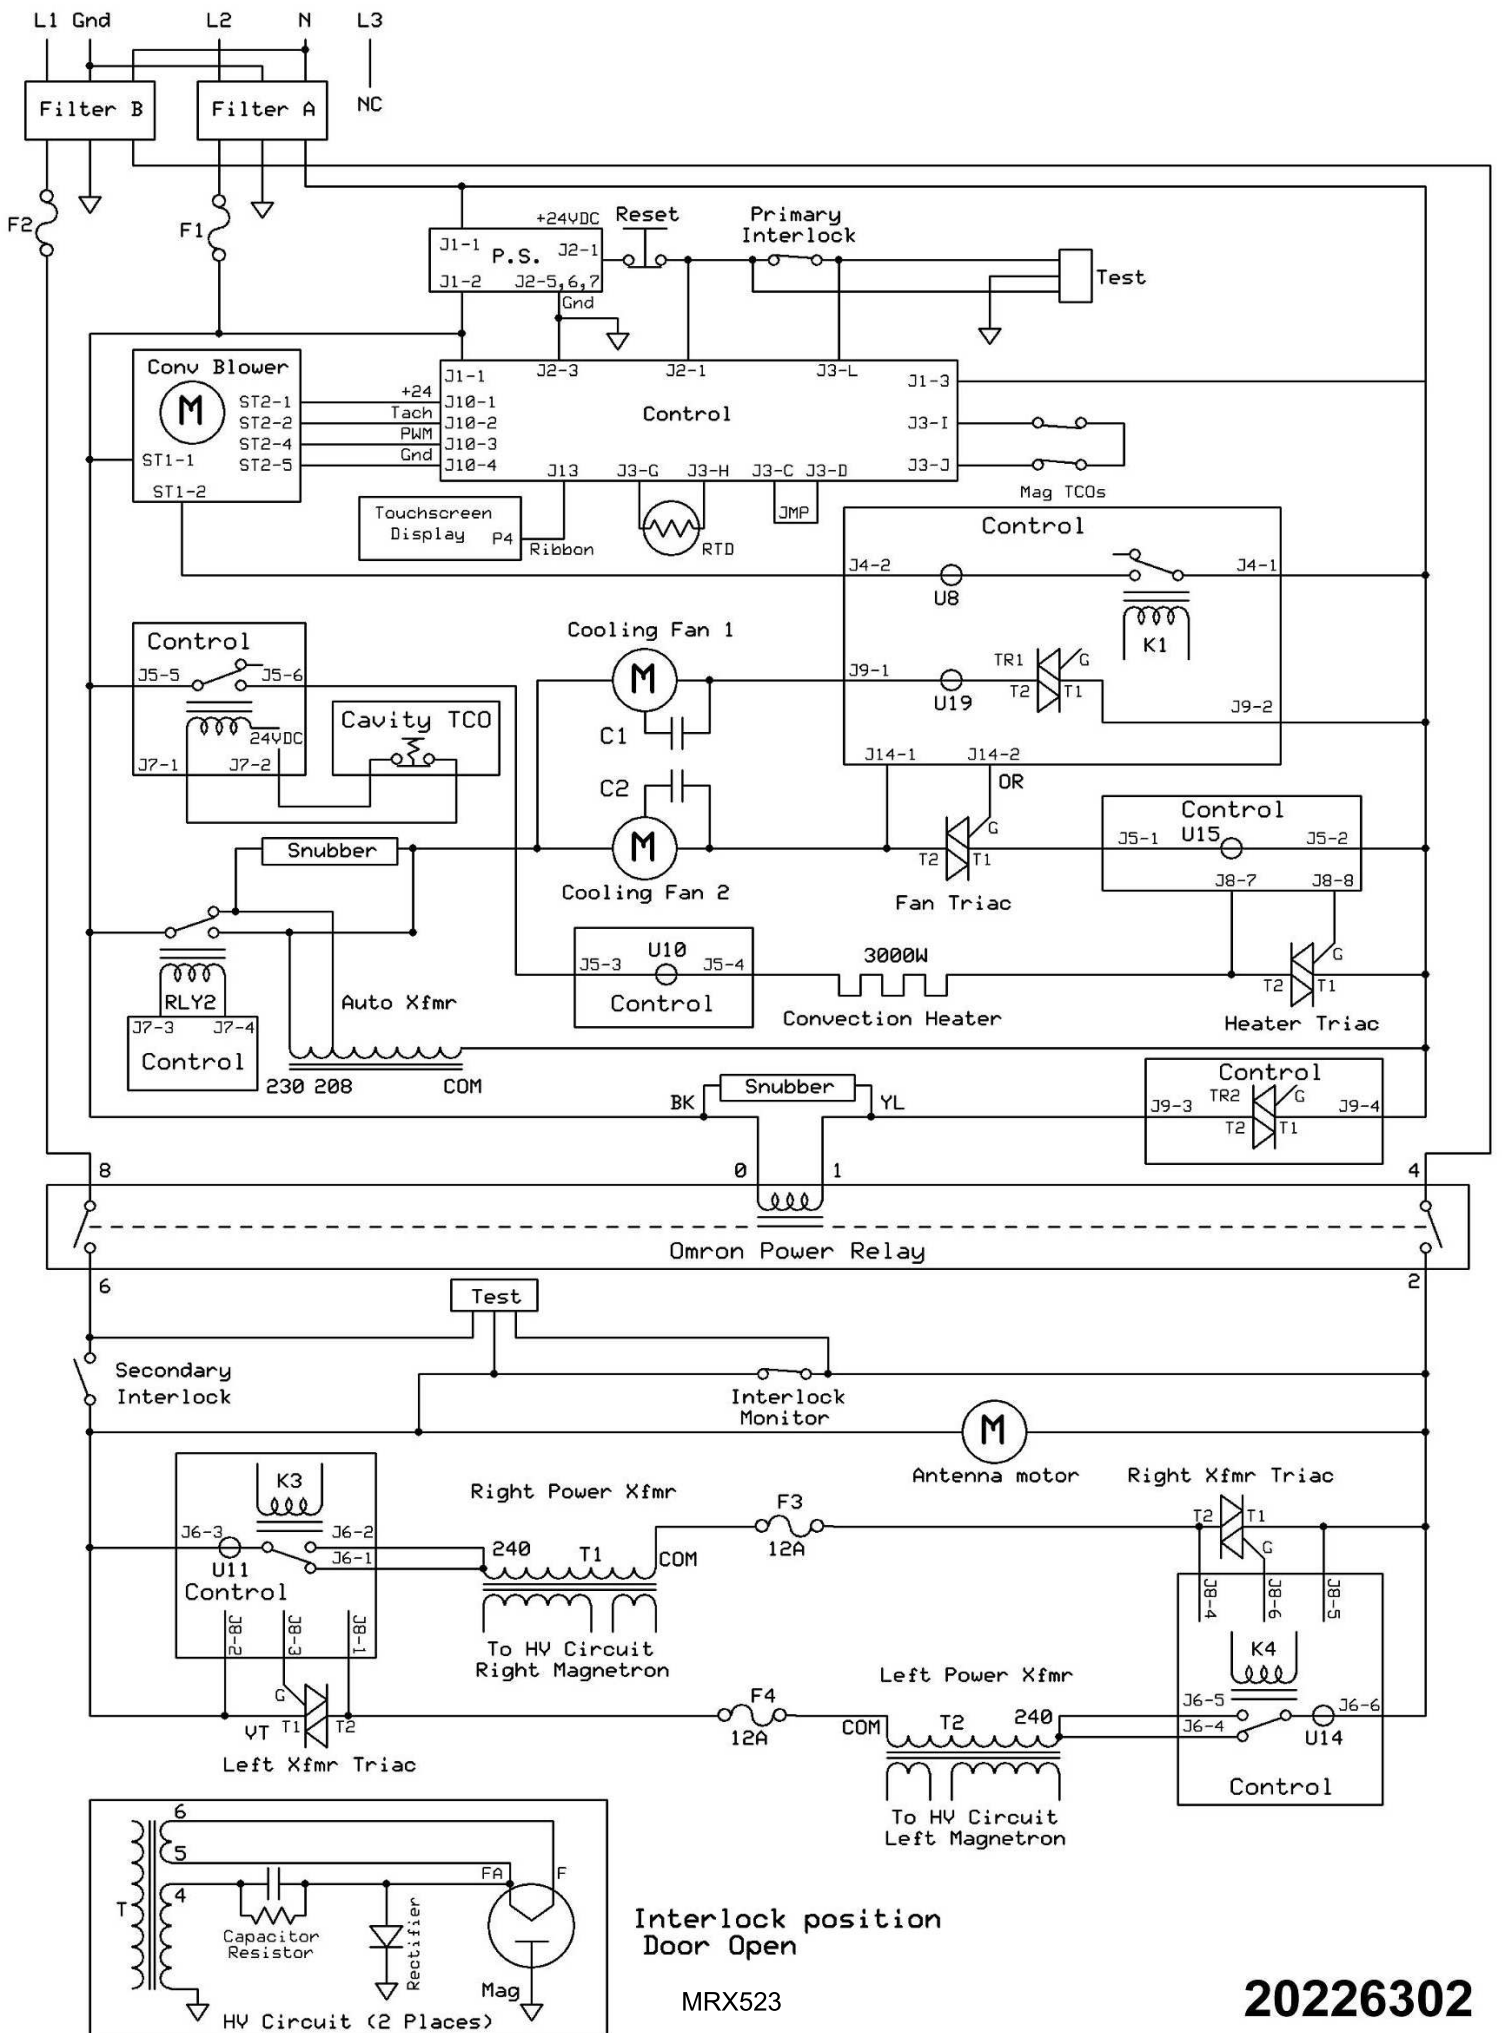 L1 Gnd L2 N L3
Filter B Filter A NC
F2 F1
+24VDC Reset Primary
Interlock
J1-1 P.S. J2-1
J1-2 J2-5,6,7
Gnd
Test
Conv Blower
M
ST2-1
ST2-2
ST2-4
ST2-5
ST1-1
ST1-2
+24
Tach
PWM
Gnd
J1-1 J2-3 J2-1 J3-L J1-3
J10-1
J10-2
J10-3
J10-4
Control
J3-I
J3-J
J13 J3-G J3-H J3-C J3-D
Mag TCOs
JMP
Touchscreen
Display P4
Ribbon
RTD
Control
J4-2 J4-1
U8
K1
J9-1 TR1 G
U19 T2 T1
J9-2
J14-1 J14-2
OR
Control
J5-5 J5-6
24VDC
J7-1 J7-2
Cavity TCO
Cooling Fan 1
M
C1
C2
M
Cooling Fan 2
Snubber
G
T2 T1
Fan Triac
Control
J5-1 U15 J5-2
J8-7 J8-8
RLY2
J7-3 J7-4
Control
Auto Xfmr
230 208 COM
U10
J5-3 J5-4
Control
3000W
Convection Heater
G
T2 T1
Heater Triac
BK Snubber YL
Control
TR2 G
J9-3 J9-4
T2 T1
8 0 1 4
Omron Power Relay
6 2
Test
Secondary
Interlock
Interlock
Monitor
M
Antenna motor
K3
J6-3 J6-2
J6-1
U11
Control
J8-2 J8-3 J8-1
Right Power Xfmr
240 T1 COM
To HV Circuit
Right Magnetron
F3
12A
Right Xfmr Triac
T2 T1
G
J8-4 J8-6 J8-5
K4
J6-5 J6-6
J6-4
U14
Control
G
VT T1 T2
Left Xfmr Triac
F4
12A
Left Power Xfmr
COM T2 240
To HV Circuit
Left Magnetron
6
5
4
T
FA F
Capacitor
Resistor
Rectifier
Mag
HV Circuit (2 Places)
Interlock position
Door Open
MRX523
20226302